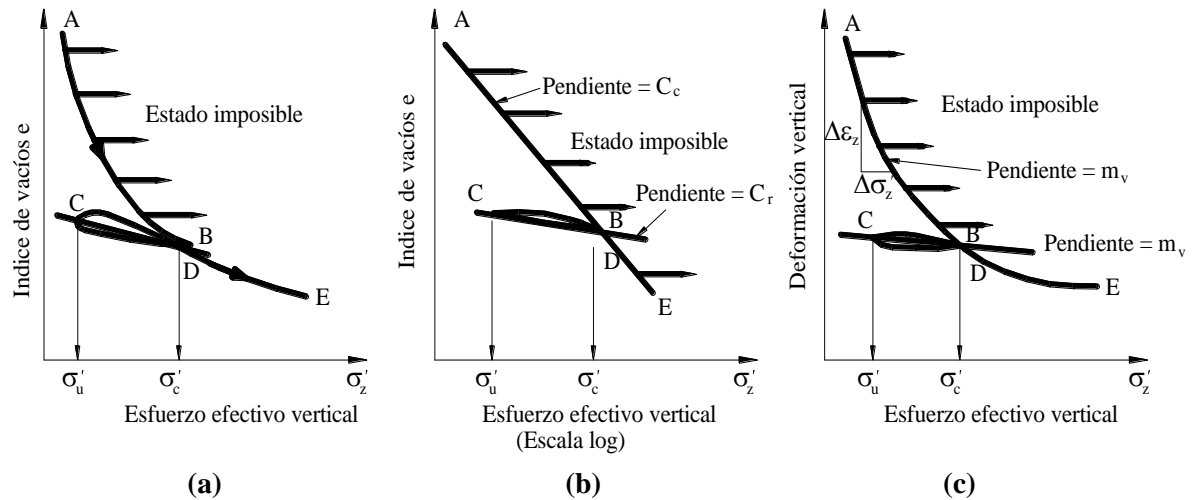 A
Indice de vacíos e
Estado imposible
C
B
D
E
σ'u
σ'c
σ'z
Esfuerzo efectivo vertical
(a)
A
Indice de vacíos e
Pendiente = Cc
Estado imposible
C
Pendiente = Cr
B
D
E
σ'u
σ'c
Esfuerzo efectivo vertical
(Escala log)
(b)
A
Deformación vertical
Estado imposible
Δεz
Δσ'z
Pendiente = mv
C
B
Pendiente = mv
D
E
σ'u
σ'c
σ'z
Esfuerzo efectivo vertical
(c)